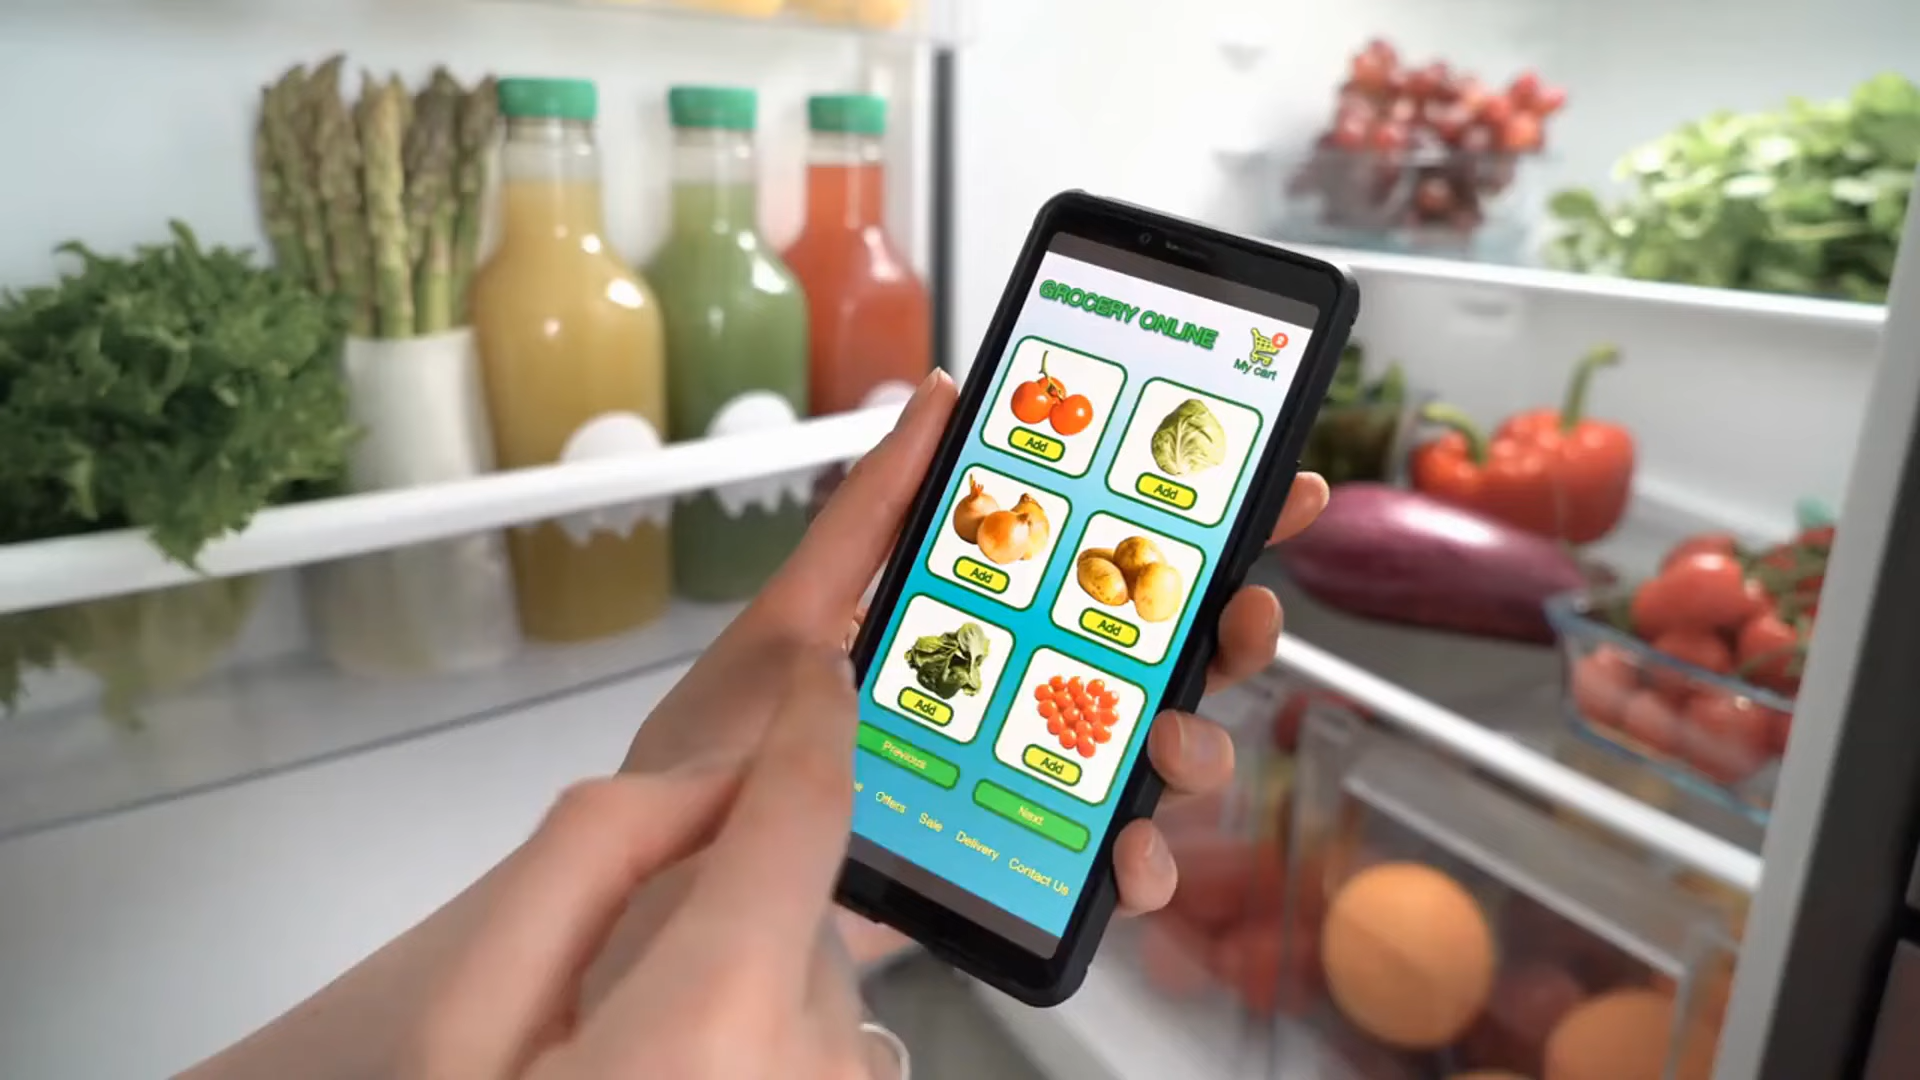 GROCERY ONLINE
My cart
Add
Add
Add
Add
Add
Add
Previous
Next
Offers Sale Delivery Contact Us